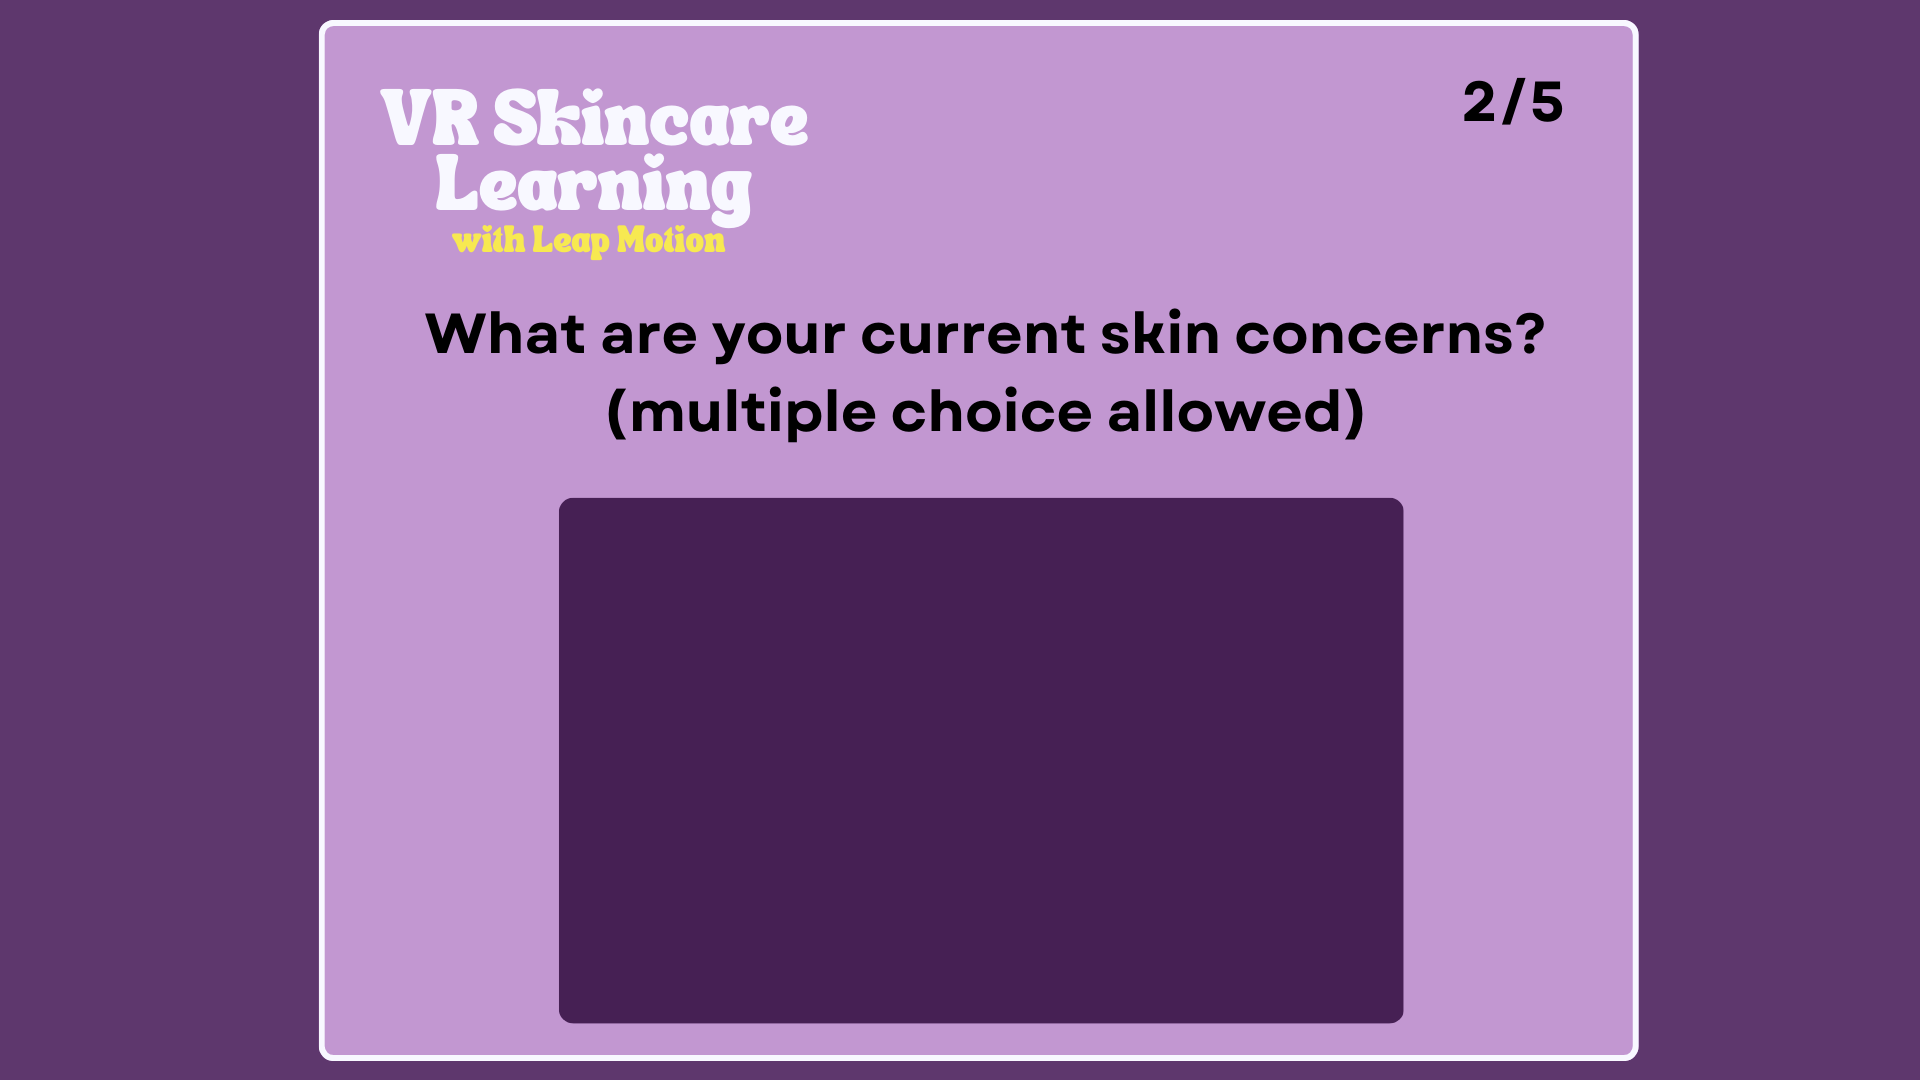 VR Skincare
Learning
with Leap Motion
2/5
What are your current skin concerns?
(multiple choice allowed)